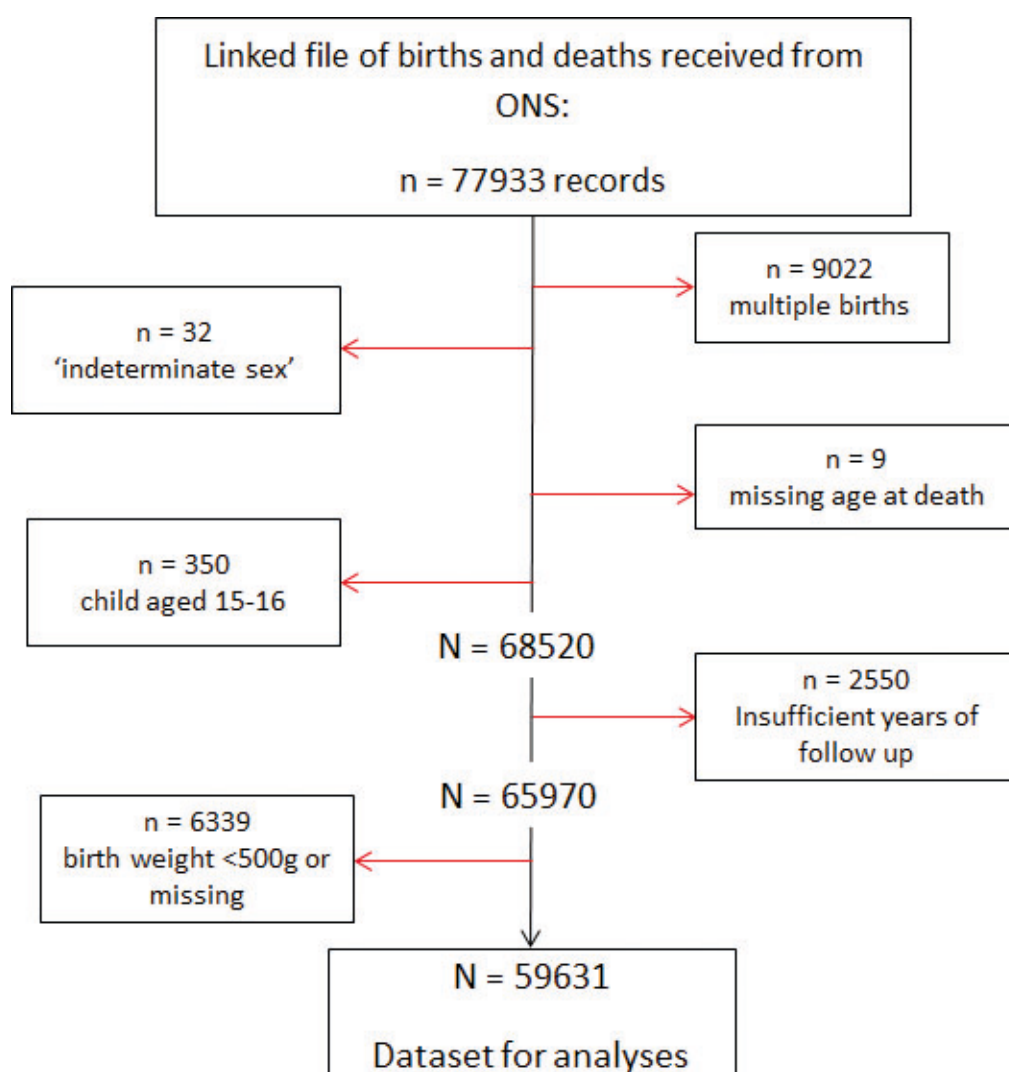 Linked file of births and deaths received from
ONS:
n = 77933 records
n = 9022
multiple births
n = 32
‘indeterminate sex’
n = 9
missing age at death
n = 350
child aged 15-16
N = 68520
n = 2550
Insufficient years of
follow up
N = 65970
n = 6339
birth weight <500g or
missing
N = 59631
Dataset for analyses